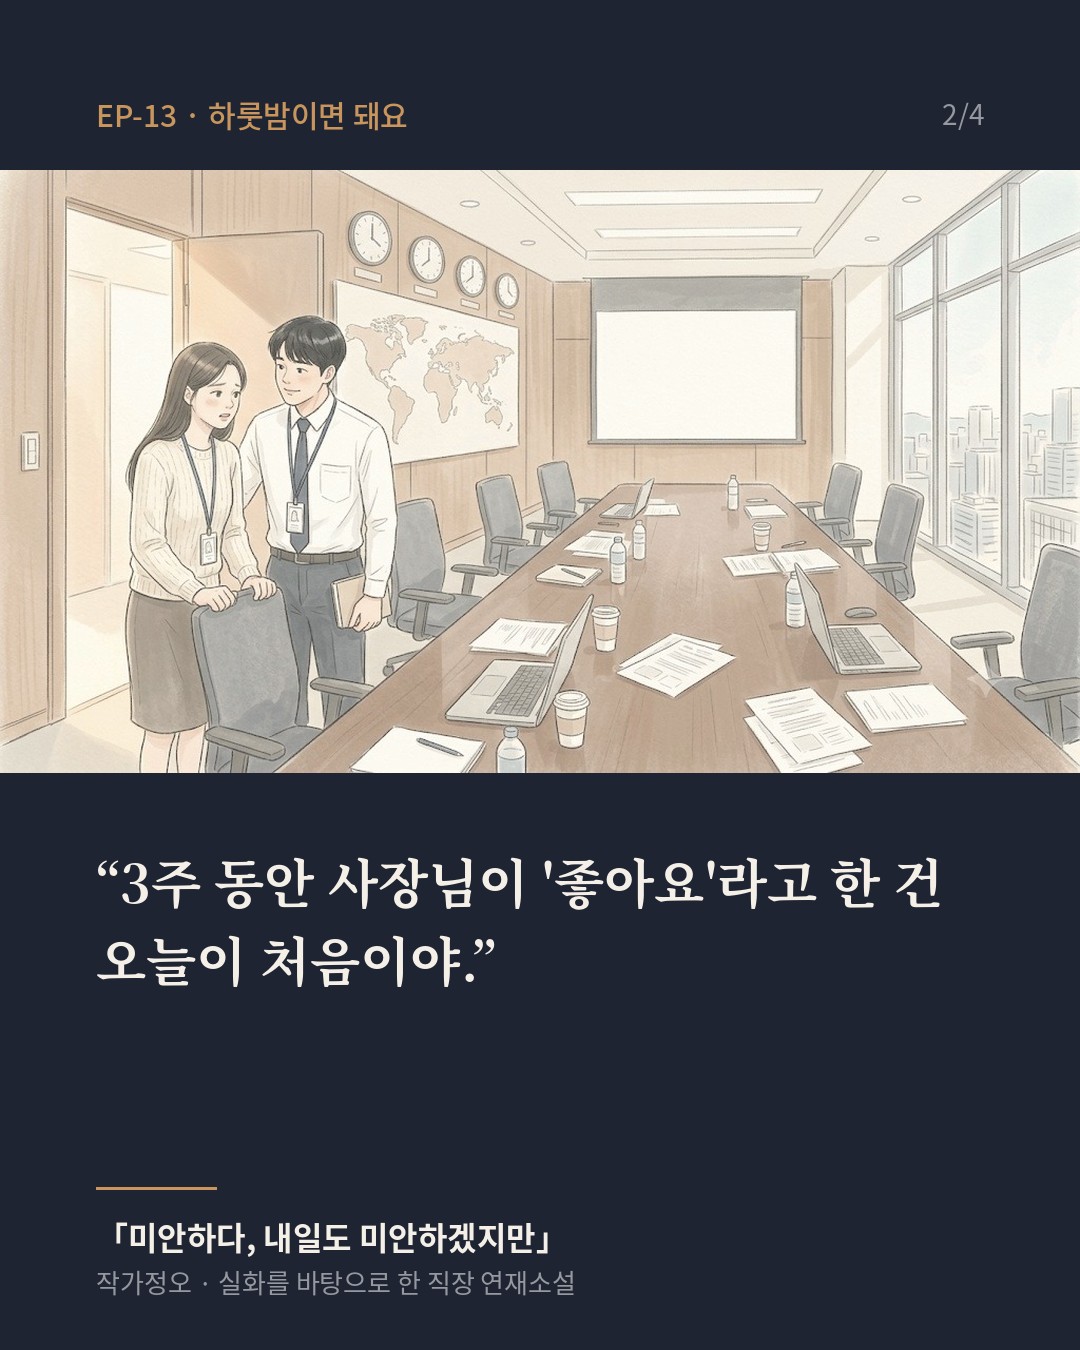 EP-13 · 하룻밤이면 돼요
2/4
“3주 동안 사장님이 '좋아요'라고 한 건
오늘이 처음이야.”
「미안하다, 내일도 미안하겠지만」
작가정오 · 실화를 바탕으로 한 직장 연재소설